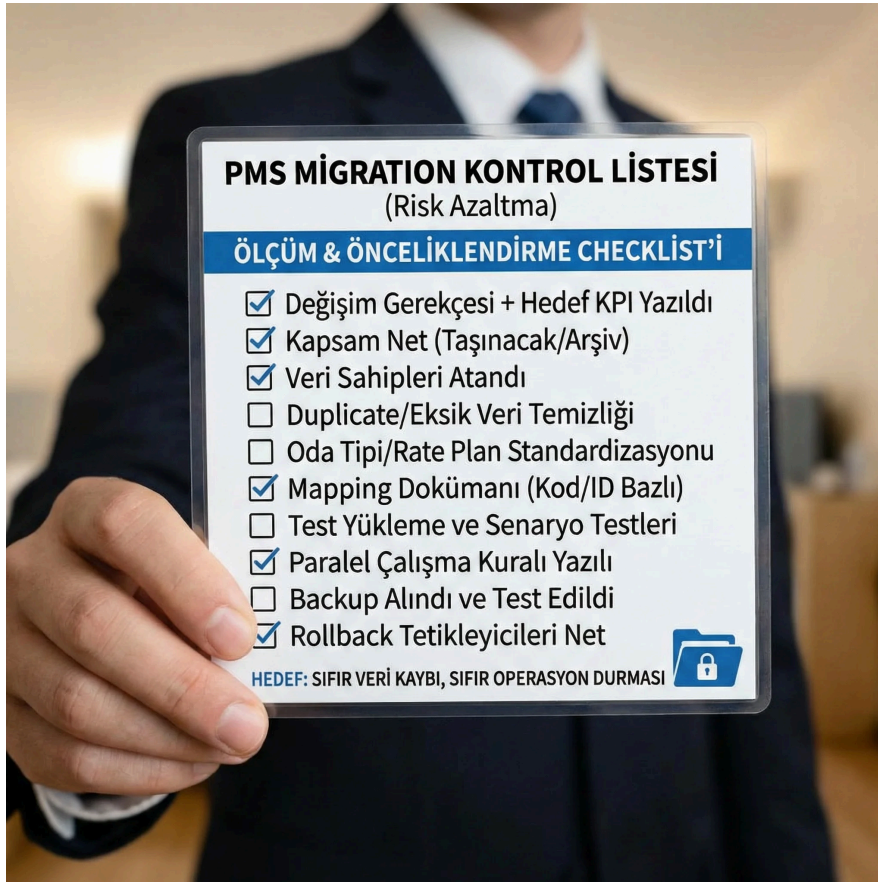 PMS MİGRATION KONTROL LİSTESİ
(Risk Azaltma)
ÖLÇÜM & ÖNCELİKLENDİRME CHECKLIST'İ
Değişim Gerekçesi + Hedef KPI Yazıldı
Kapsam Net (Taşınacak/Arşiv)
Veri Sahipleri Atandı
Duplicate/Eksik Veri Temizliği
Oda Tipi/Rate Plan Standardizasyonu
Mapping Dokümanı (Kod/ID Bazlı)
Test Yükleme ve Senaryo Testleri
Paralel Çalışma Kuralı Yazılı
Backup Alındı ve Test Edildi
Rollback Tetikleyicileri Net
HEDEF: SIFIR VERİ KAYBI, SIFIR OPERASYON DURMASI